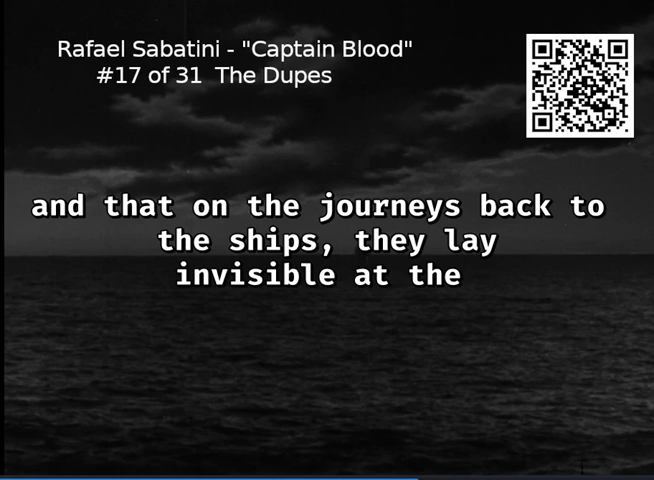 Rafael Sabatini - "Captain Blood"
#17 of 31 The Dupes
and that on the journeys back to
the ships, they lay
invisible at the